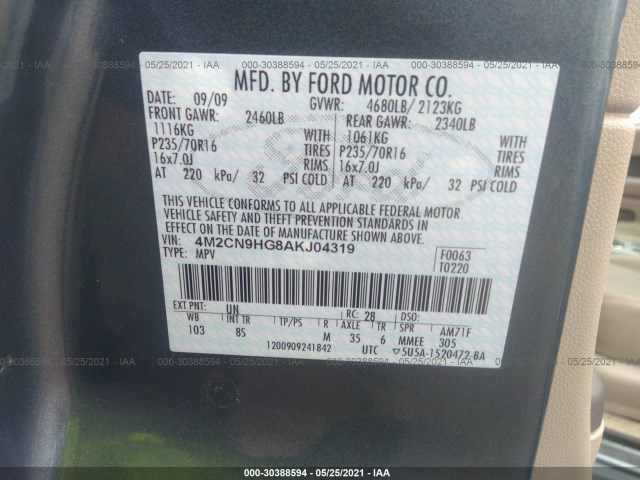 000-30388594 - 05/25/2021 - IAA
MFD. BY FORD MOTOR CO.
DATE: 09/09 GVWR: 4680LB/ 2123KG
FRONT GAWR: 2460LB REAR GAWR: 2340LB
1116KG WITH 1061KG WITH
P235/70R16 TIRES P235/70R16 TIRES
16x7.0J RIMS 16x7.0J RIMS
AT 220 kPa/ 32 PSI COLD AT 220 kPa/ 32 PSI COLD
THIS VEHICLE CONFORMS TO ALL APPLICABLE FEDERAL MOTOR
VEHICLE SAFETY AND THEFT PREVENTION STANDARDS IN
EFFECT ON THE DATE OF MANUFACTURE SHOWN ABOVE.
VIN: 4M2CN9HG8AKJ04319 F0063
TYPE: MPV T0220
EXT PNT: UN RC: 28 DSO:
WB INT TR TP/PS R AXLE TR SPR AM71F
103 85 M 35 6 MMEE 305
1200909241842 UTC ▽5U5A-1520472-BA
000-30388594 - 05/25/2021 - IAA